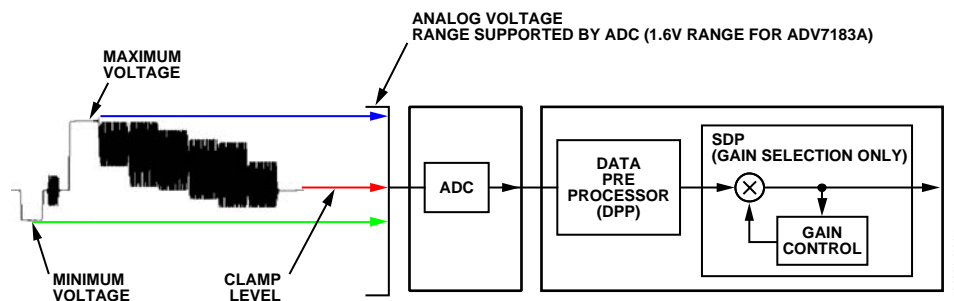 ANALOG VOLTAGE
RANGE SUPPORTED BY ADC (1.6V RANGE FOR ADV7183A)
MAXIMUM
VOLTAGE
SDP
(GAIN SELECTION ONLY)
DATA
PRE
PROCESSOR
(DPP)
ADC
GAIN
CONTROL
MINIMUM
VOLTAGE
CLAMP
LEVEL